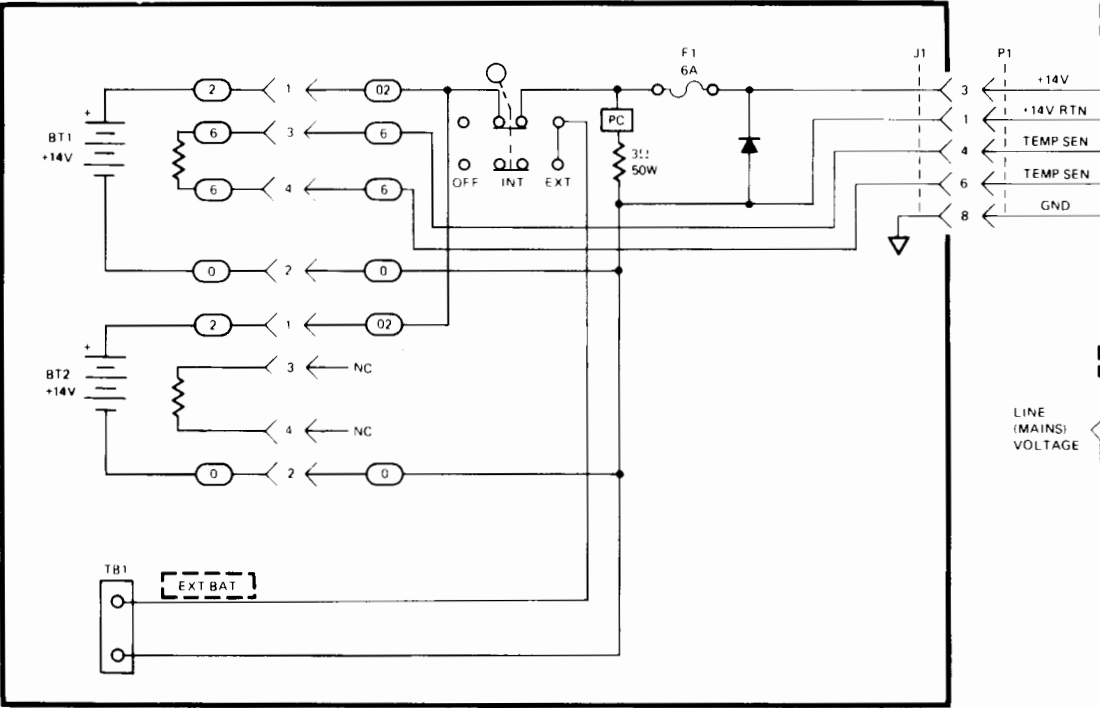 F1
6A
J1
P1
2
1
02
3
+14V
BT1
+14V
6
3
6
PC
1
+14V RTN
3Ω
50W
4
TEMP SEN
OFF
INT
EXT
6
4
6
6
TEMP SEN
8
GND
0
2
0
2
1
02
BT2
+14V
3
NC
4
NC
LINE
(MAINS)
VOLTAGE
0
2
0
TB1
EXT BAT